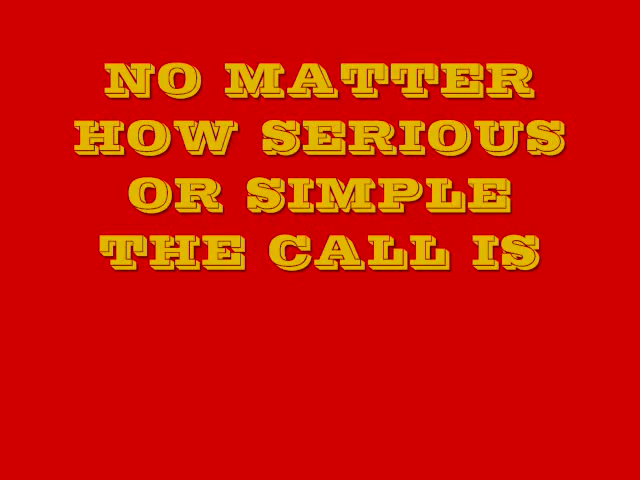 NO MATTER
HOW SERIOUS
OR SIMPLE
THE CALL IS